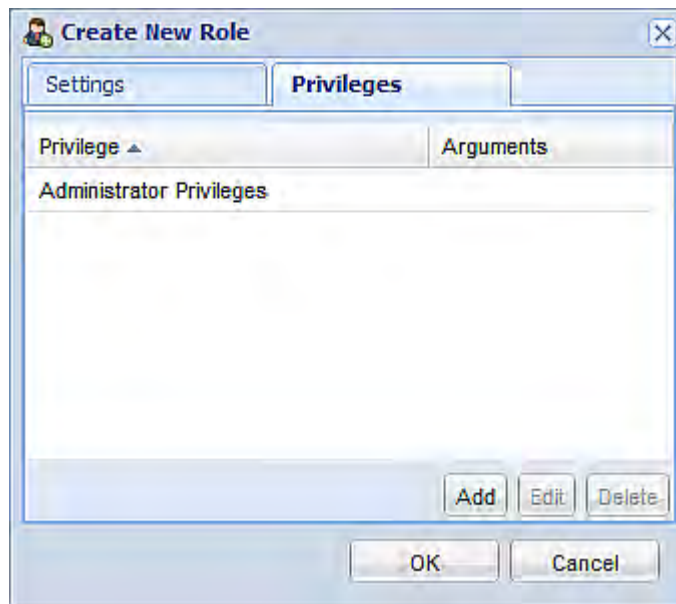 Create New Role
Settings Privileges
Privilege Arguments
Administrator Privileges
Add Edit Delete
OK Cancel